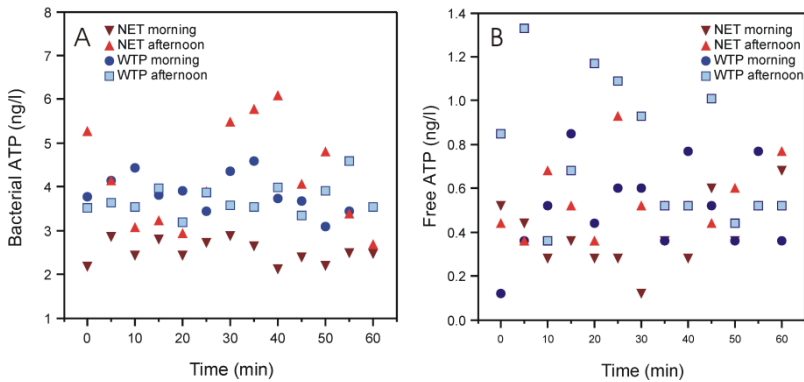 A
NET morning
NET afternoon
WTP morning
WTP afternoon
Bacterial ATP (ng/l)
8
7
6
5
4
3
2
1
0 10 20 30 40 50 60
Time (min)
B
NET morning
NET afternoon
WTP morning
WTP afternoon
Free ATP (ng/l)
1.4
1.2
1.0
0.8
0.6
0.4
0.2
0.0
0 10 20 30 40 50 60
Time (min)